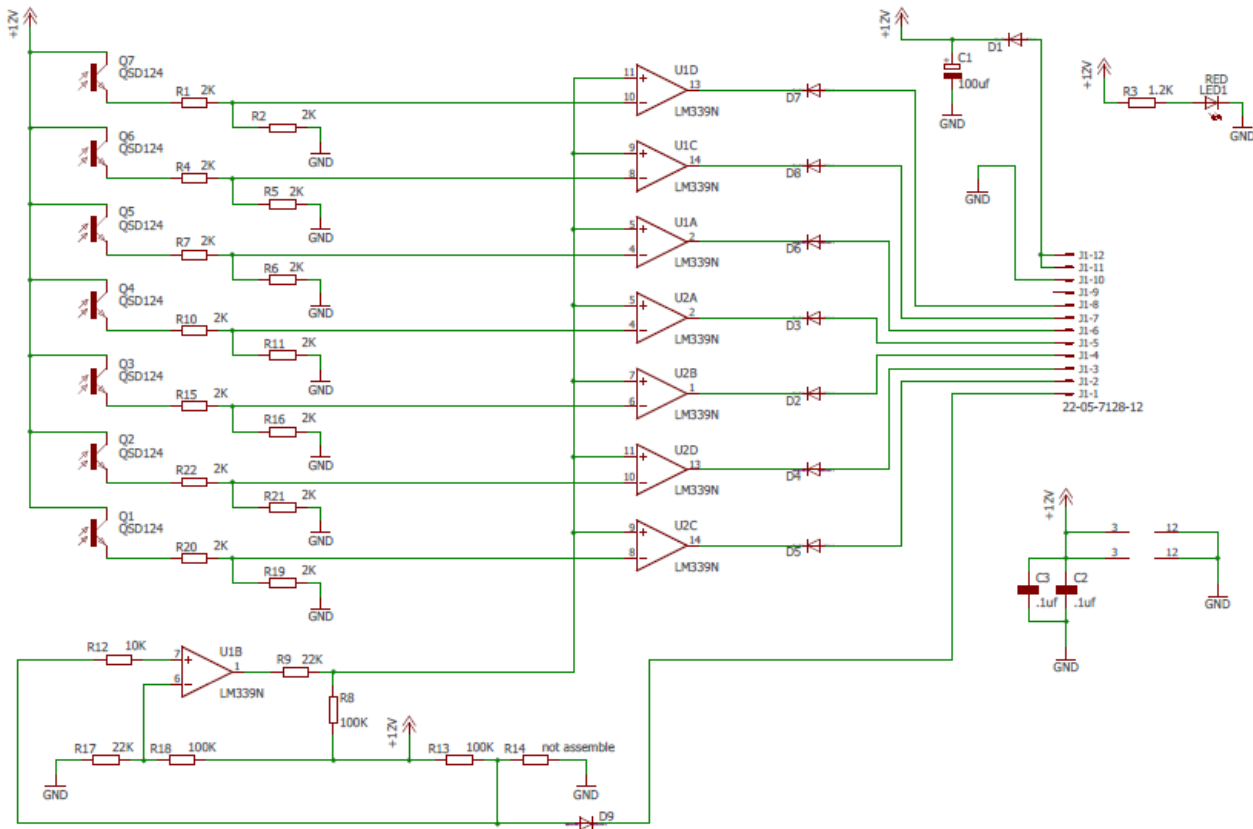 +12V
Q7
QSD124
R1 2K
R2 2K
GND
Q6
QSD124
R4 2K
R5 2K
GND
Q5
QSD124
R7 2K
R6 2K
GND
Q4
QSD124
R10 2K
R11 2K
GND
Q3
QSD124
R15 2K
R16 2K
GND
Q2
QSD124
R22 2K
R21 2K
GND
Q1
QSD124
R20 2K
R19 2K
GND
U1D
11 + 13
10 −
LM339N
D7
U1C
9 + 14
8 −
LM339N
D8
U1A
5 + 2
4 −
LM339N
D6
U2A
5 + 2
4 −
LM339N
D3
U2B
7 + 1
6 −
LM339N
D2
U2D
11 + 13
10 −
LM339N
D4
U2C
9 + 14
8 −
LM339N
D5
+12V
D1
+ C1
100uf
GND
+12V
R3 1.2K
RED
LED1
GND
GND
J1-12
J1-11
J1-10
J1-9
J1-8
J1-7
J1-6
J1-5
J1-4
J1-3
J1-2
J1-1
22-05-7128-12
+12V
3 12
3 12
C3 C2
.1uf .1uf
GND
GND
R12 10K
U1B
7 + 1
6 −
LM339N
R9 22K
R8
100K
R17 22K
R18 100K
+12V
R13 100K
R14 not assemble
GND
GND
D9